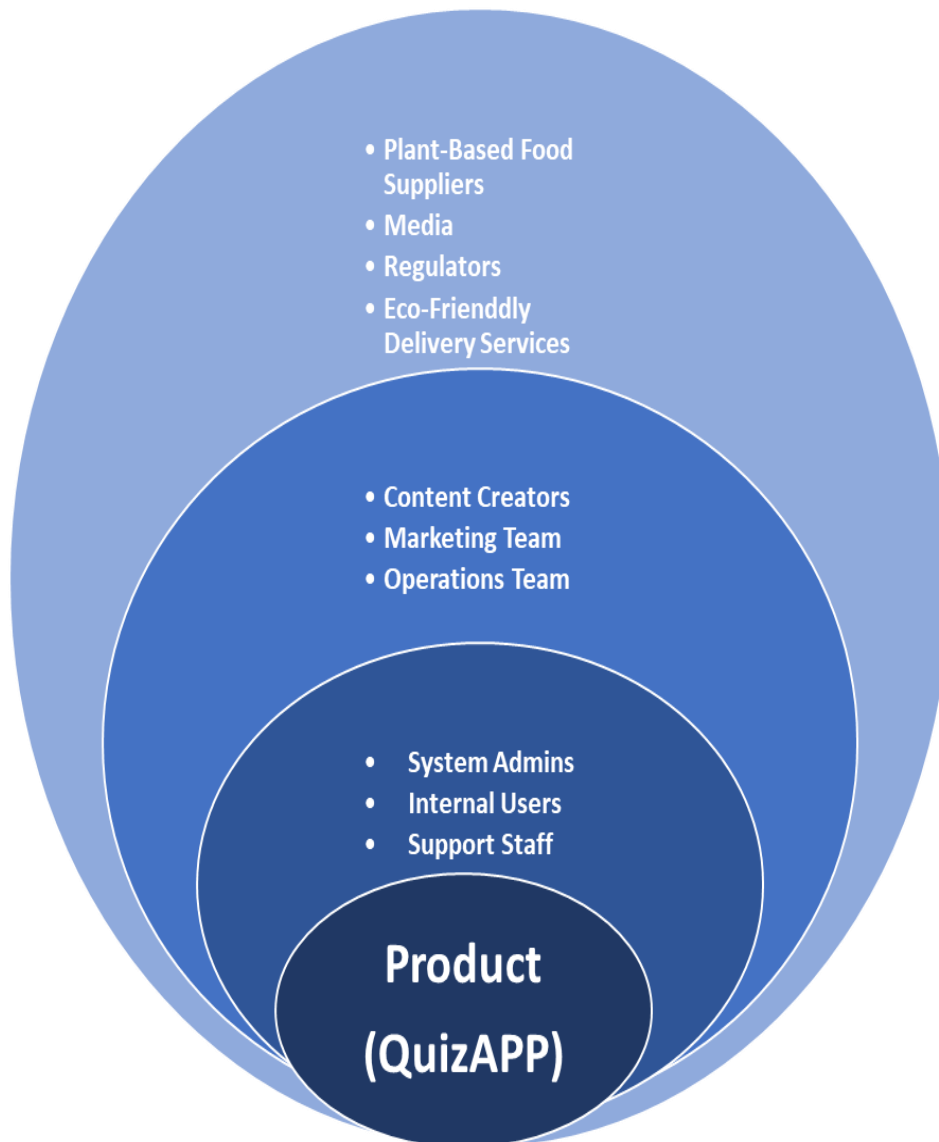 • Plant-Based Food
Suppliers
• Media
• Regulators
• Eco-Frienddly
Delivery Services
• Content Creators
• Marketing Team
• Operations Team
• System Admins
• Internal Users
• Support Staff
Product
(QuizAPP)